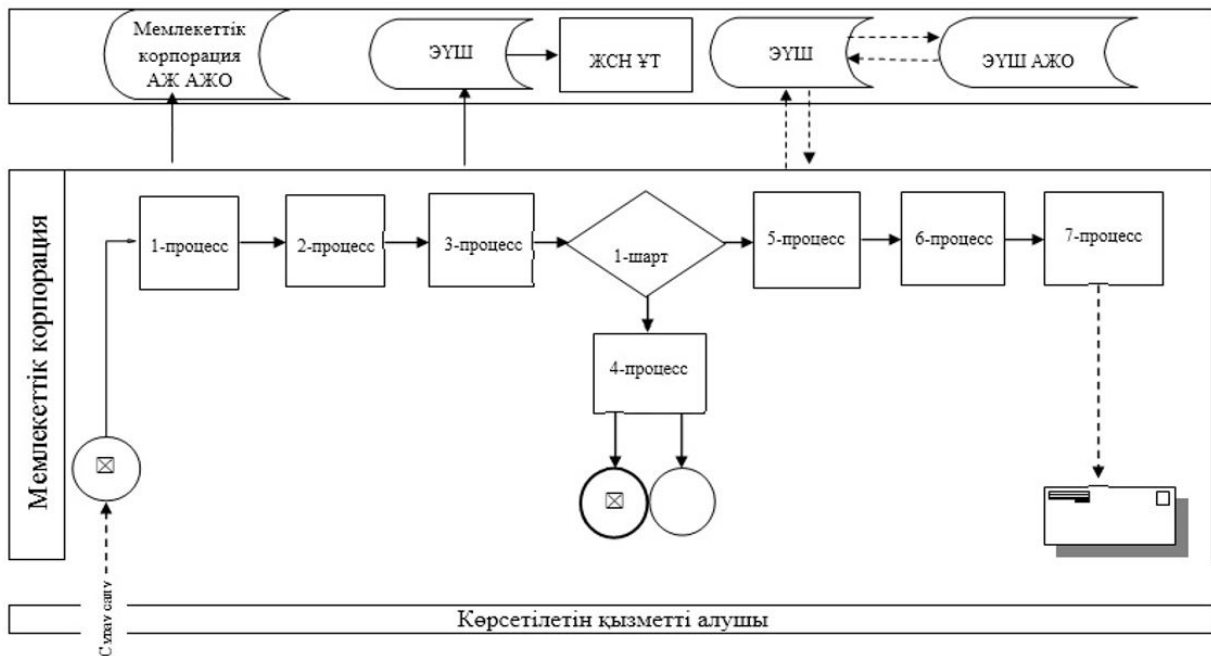 Мемлекеттік
корпорация
АЖ АЖО
ЭҮШ
ЖСН ҰТ
ЭҮШ
ЭҮШ АЖО
Мемлекеттік корпорация
1-процесс
2-процесс
3-процесс
1-шарт
5-процесс
6-процесс
7-процесс
4-процесс
Сұрау салу
Көрсетілетін қызметті алушы